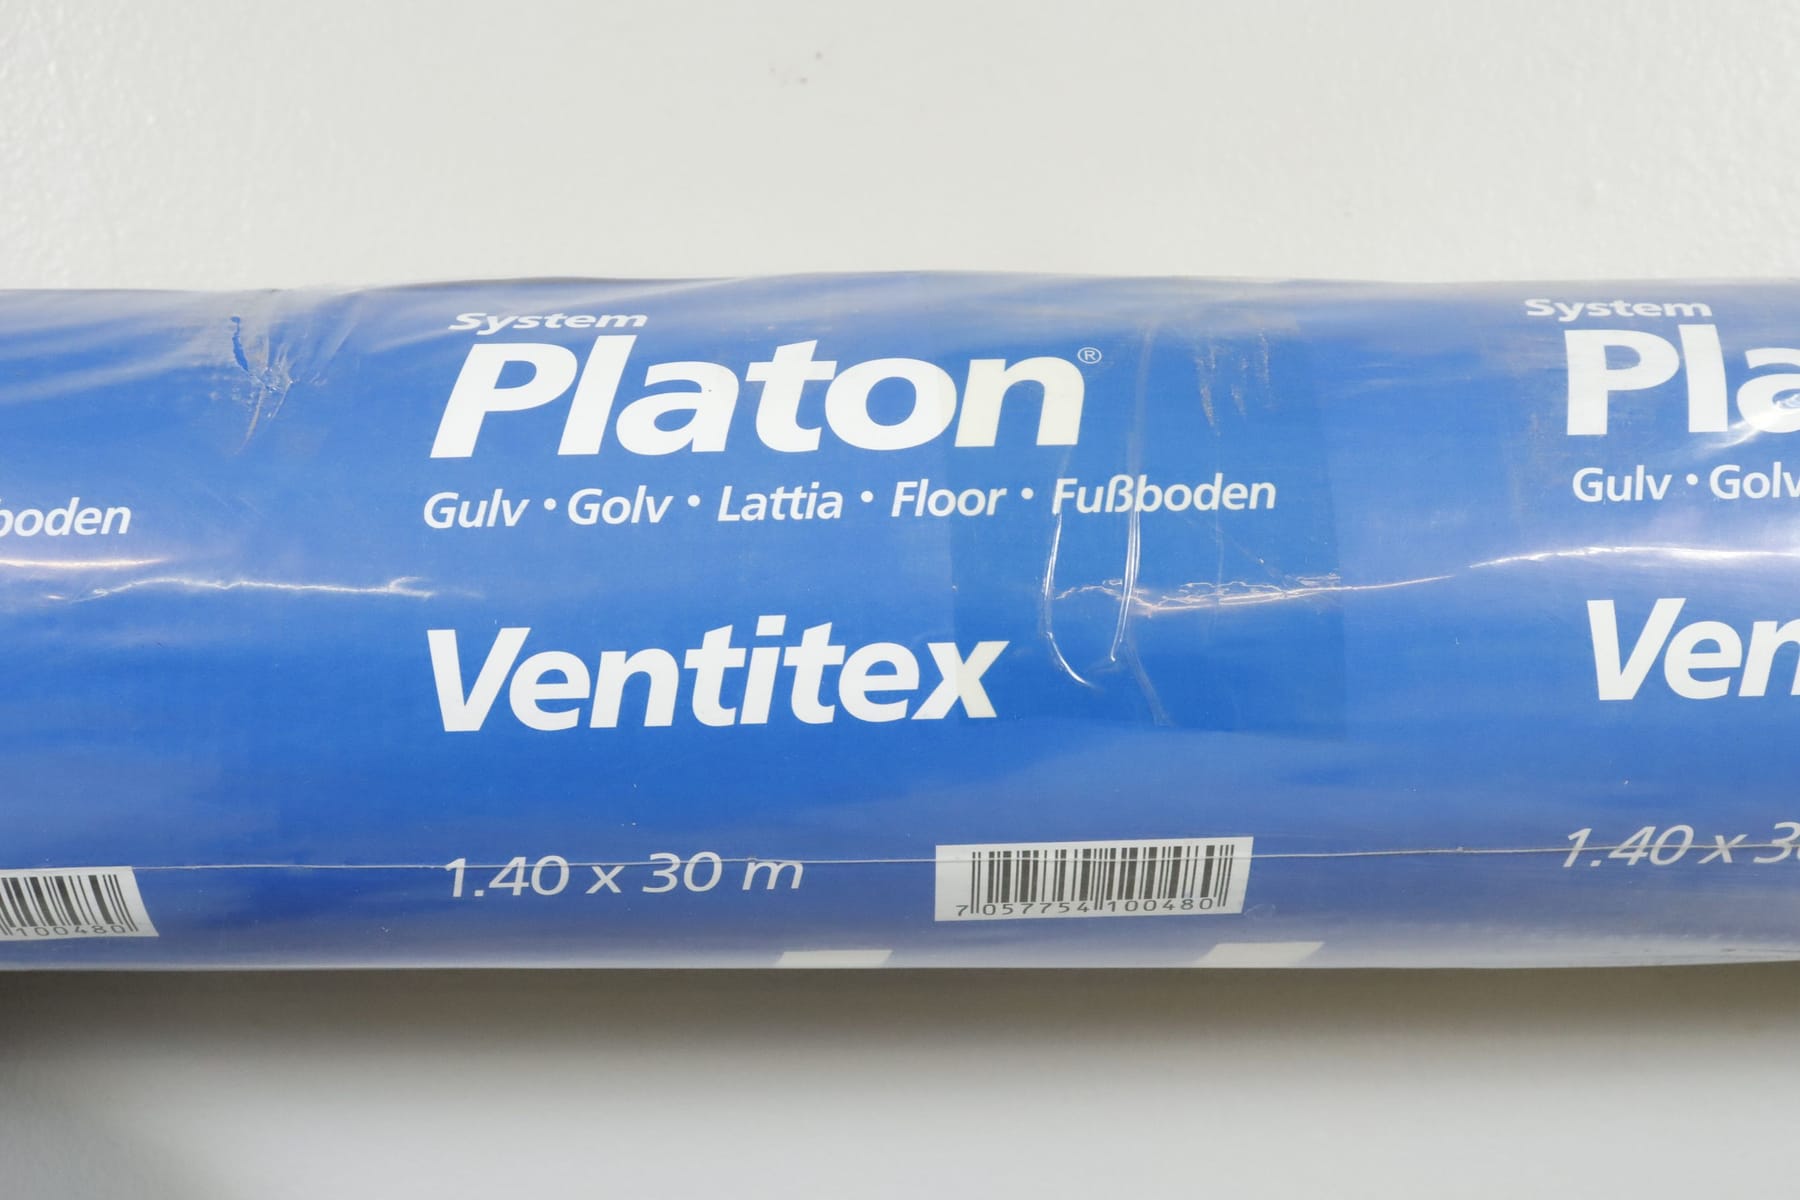 System
Platon®
Gulv • Golv • Lattia • Floor • Fußboden
Ventitex
1.40 x 30 m
7 057754 100480
boden
100480
System
Pla
Gulv • Golv
Ven
1.40 x 3